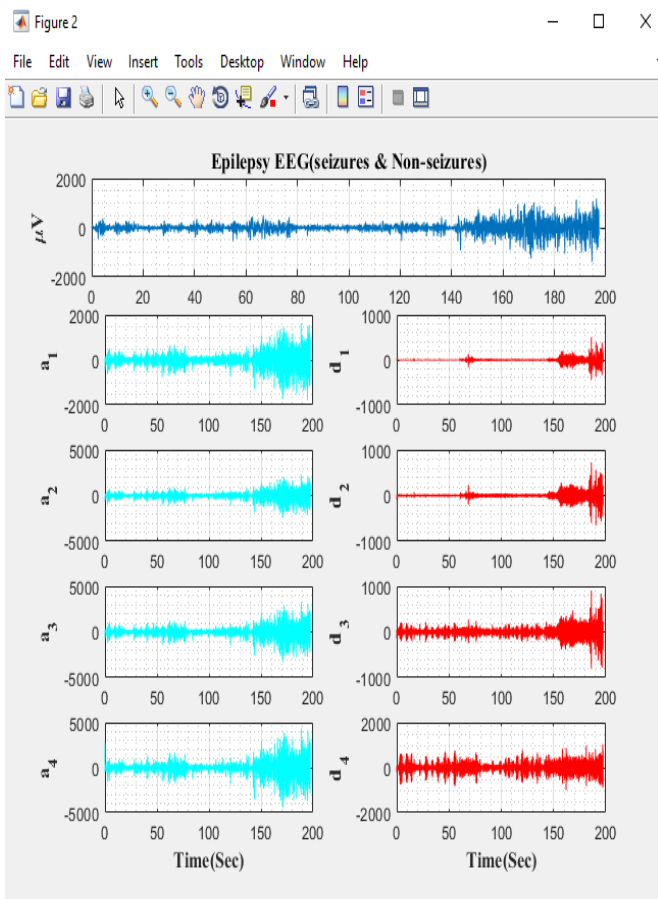 Figure 2
File Edit View Insert Tools Desktop Window Help
Epilepsy EEG(seizures & Non-seizures)
μV
2000
0
-2000
0 20 40 60 80 100 120 140 160 180 200
a1
2000
0
-2000
0 50 100 150 200
d1
1000
0
-1000
0 50 100 150 200
a2
5000
0
-5000
0 50 100 150 200
d2
1000
0
-1000
0 50 100 150 200
a3
5000
0
-5000
0 50 100 150 200
d3
1000
0
-1000
0 50 100 150 200
a4
5000
0
-5000
0 50 100 150 200
Time(Sec)
d4
2000
0
-2000
0 50 100 150 200
Time(Sec)